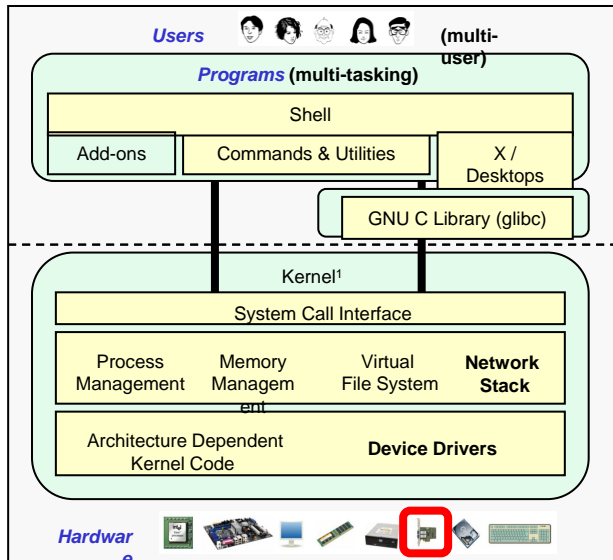 Users
(multi-
user)
Programs (multi-tasking)
Shell
Add-ons
Commands & Utilities
X /
Desktops
GNU C Library (glibc)
Kernel¹
System Call Interface
Process
Management
Memory
Managem
ent
Virtual
File System
Network
Stack
Architecture Dependent
Kernel Code
Device Drivers
Hardwar
e